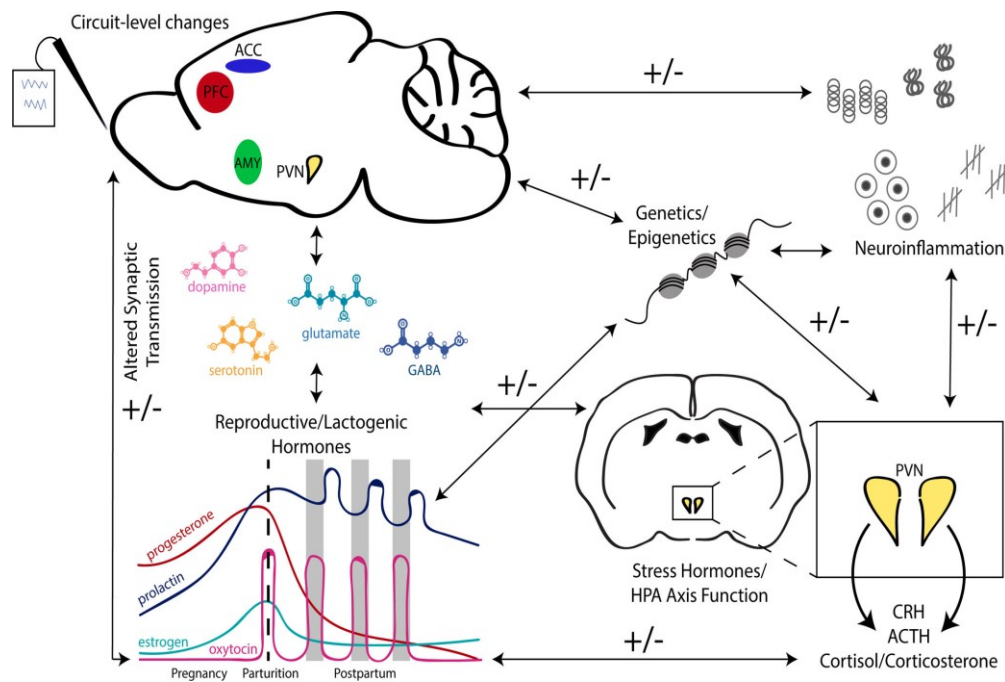 Circuit-level changes
ACC
PFC
AMY
PVN
+/-
+/-
Genetics/
Epigenetics
Neuroinflammation
dopamine
glutamate
serotonin
GABA
Altered Synaptic
Transmission
+/-
+/-
+/-
+/-
Reproductive/Lactogenic
Hormones
progesterone
prolactin
estrogen
oxytocin
Pregnancy
Parturition
Postpartum
Stress Hormones/
HPA Axis Function
PVN
CRH
ACTH
Cortisol/Corticosterone
+/-